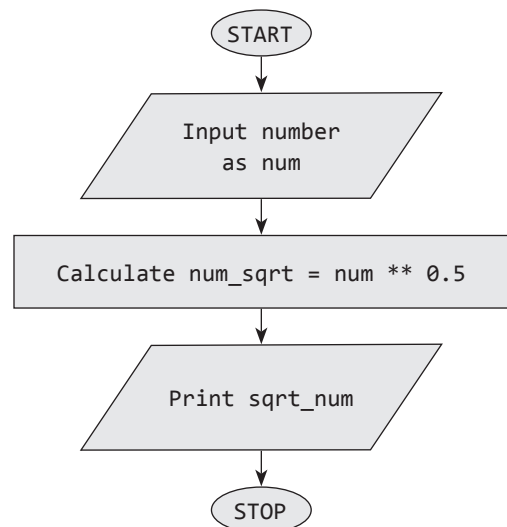 START
Input number
as num
Calculate num_sqrt = num ** 0.5
Print sqrt_num
STOP